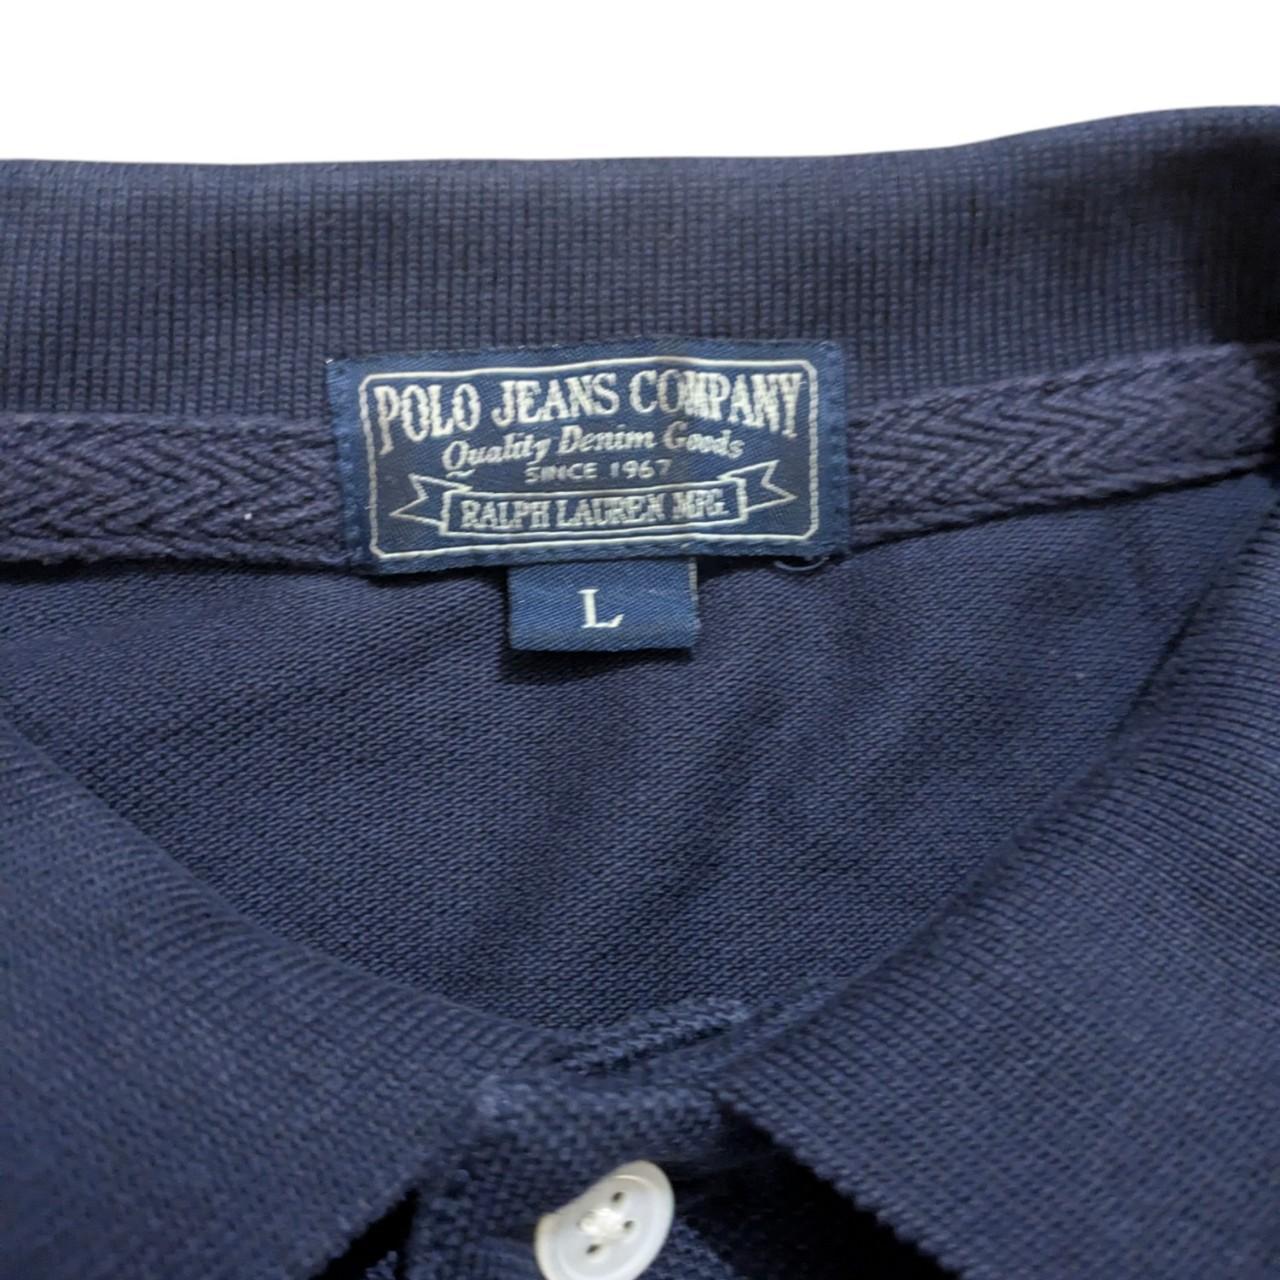 POLO JEANS COMPANY
Quality Denim Goods
SINCE 1967
RALPH LAUREN MFG.
L